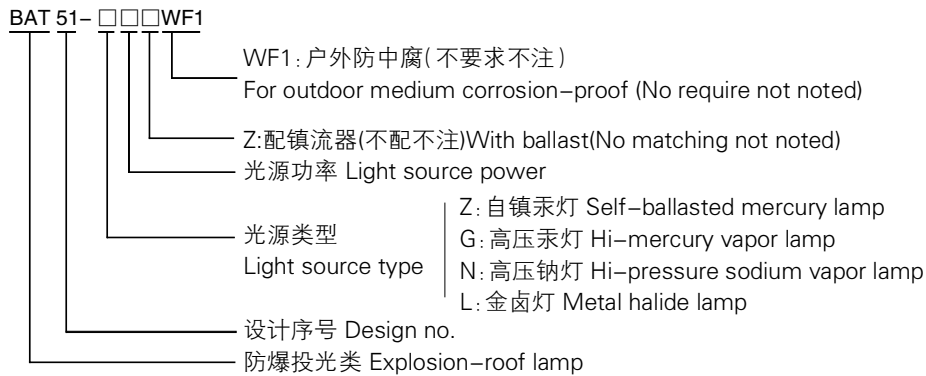 BAT 51-□□□WF1
WF1:户外防中腐(不要求不注)
For outdoor medium corrosion-proof (No require not noted)
Z:配镇流器(不配不注)With ballast(No matching not noted)
光源功率 Light source power
光源类型
Light source type
Z:自镇汞灯 Self-ballasted mercury lamp
G:高压汞灯 Hi-mercury vapor lamp
N:高压钠灯 Hi-pressure sodium vapor lamp
L:金卤灯 Metal halide lamp
设计序号 Design no.
防爆投光类 Explosion-roof lamp